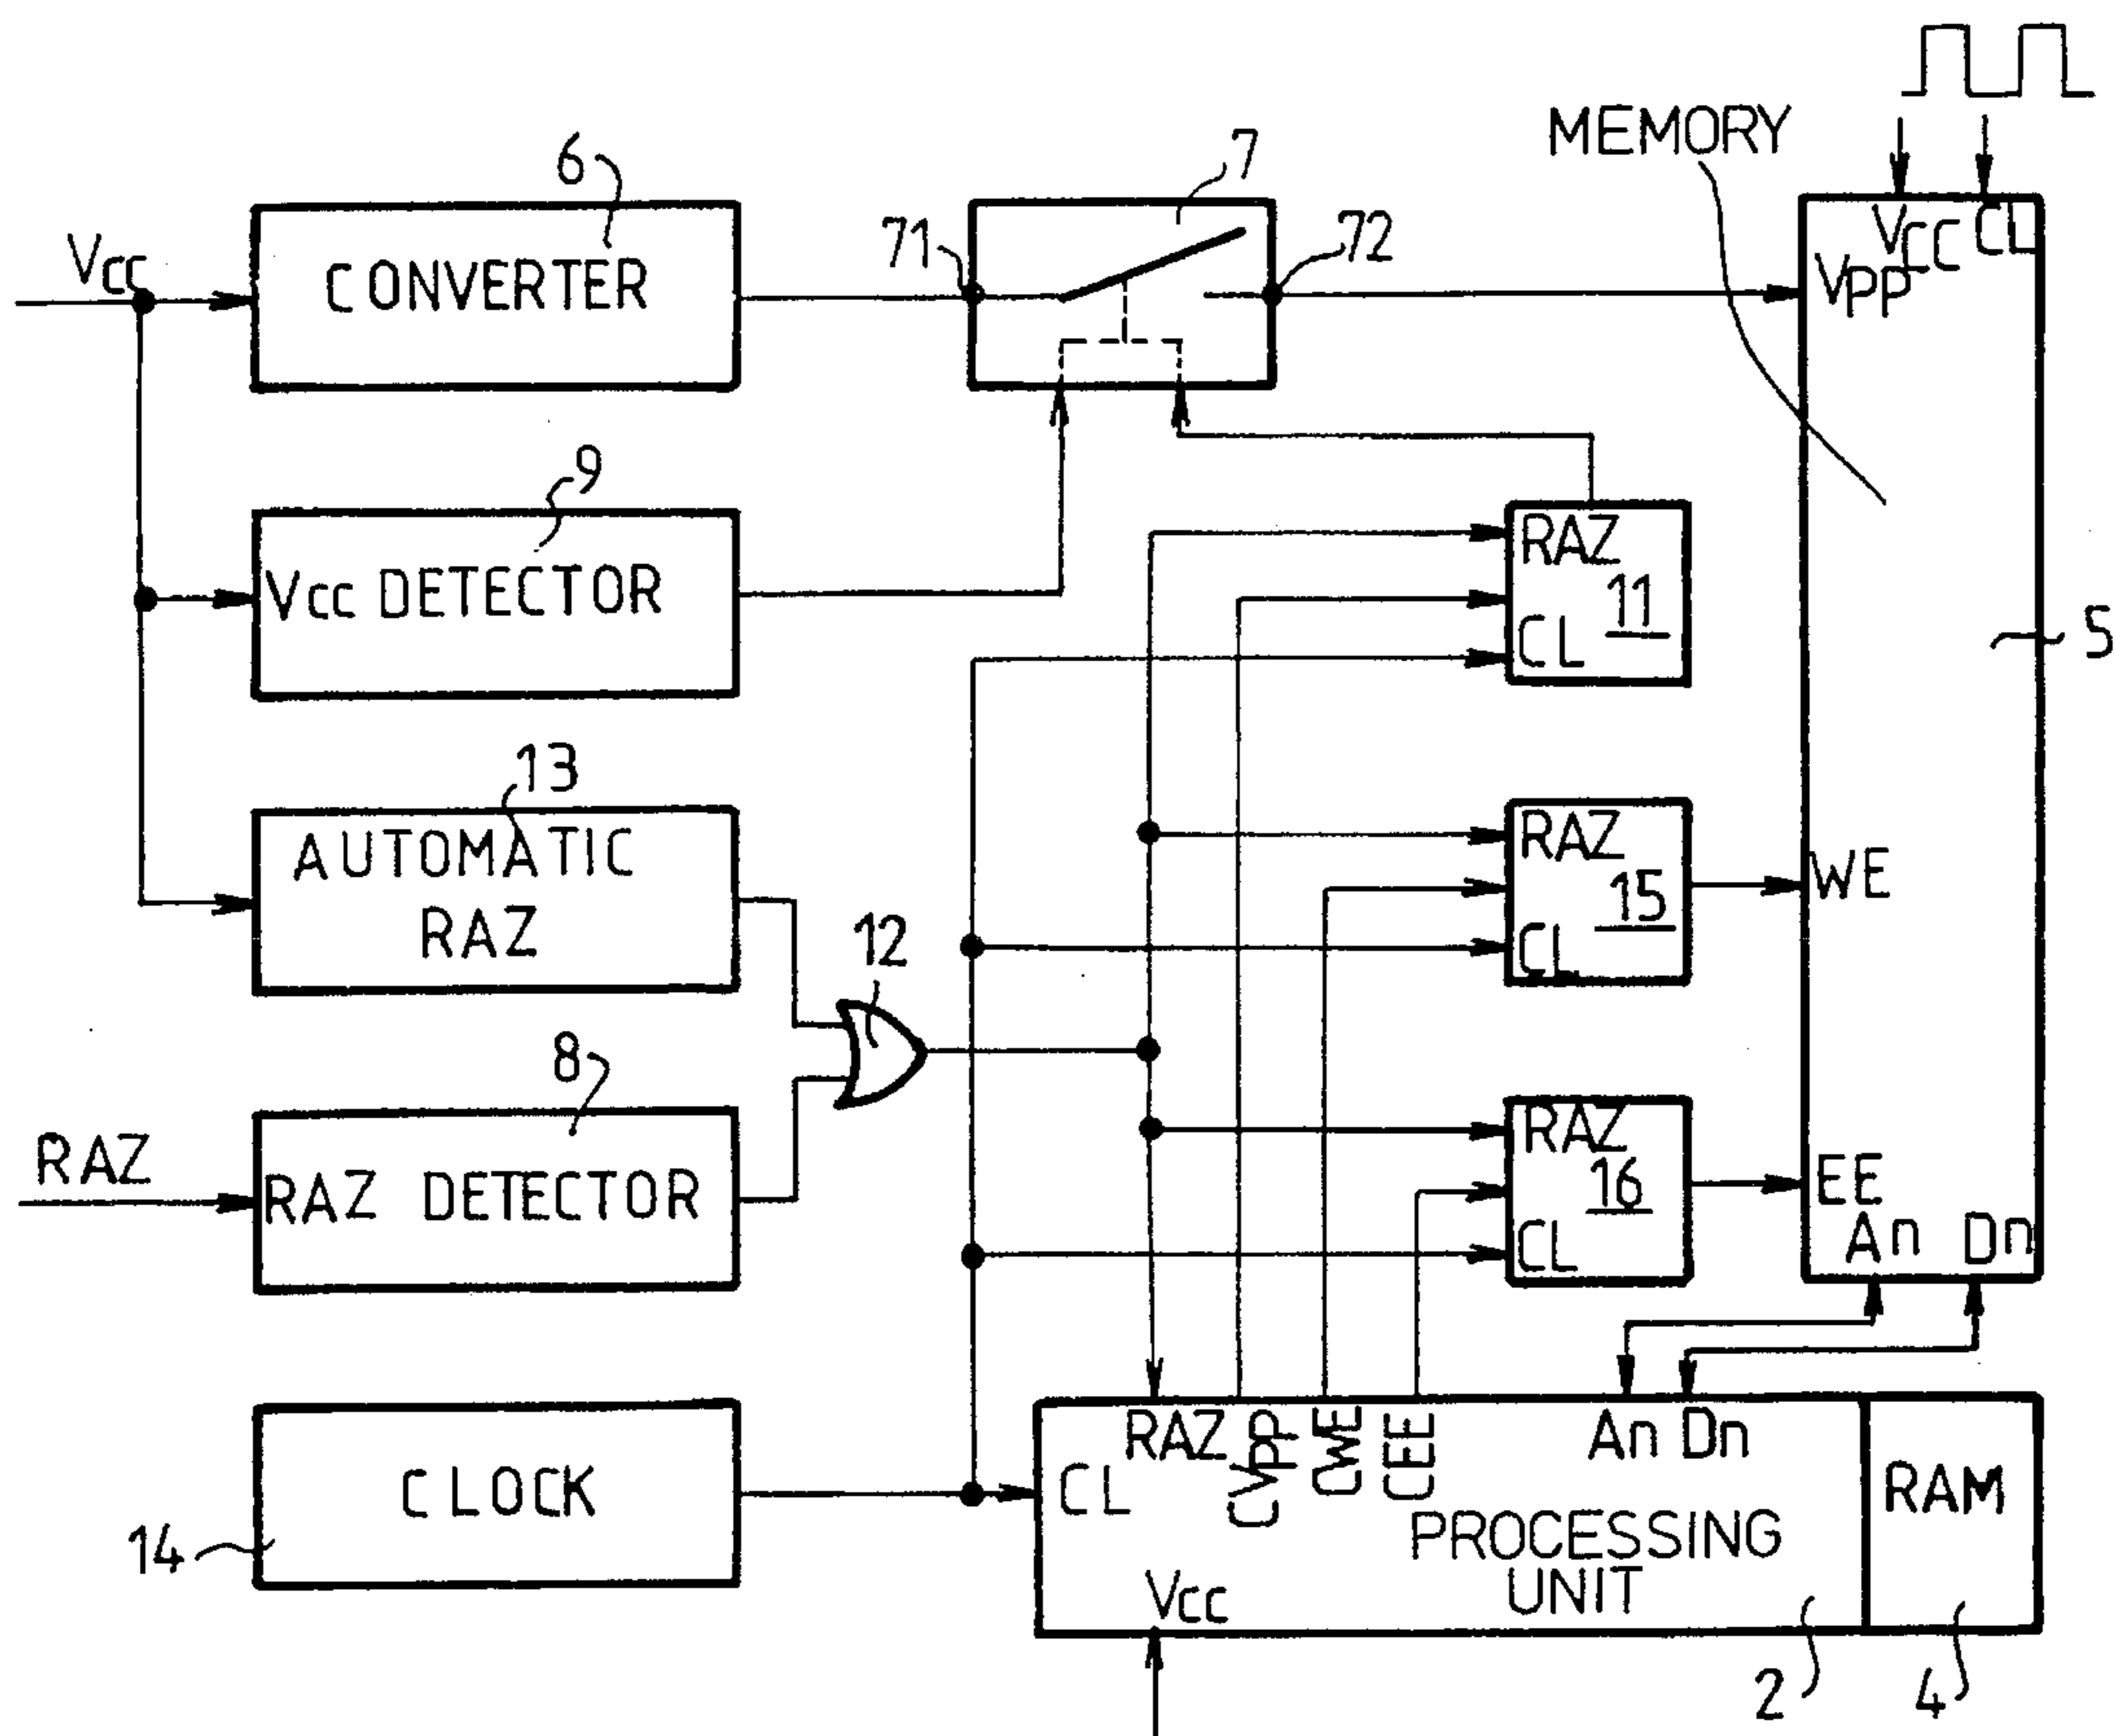 MEMORY
6
7
71
72
Vcc
CONVERTER
VPP
VCC
CL
9
Vcc DETECTOR
RAZ
11
CL
5
13
AUTOMATIC
RAZ
12
RAZ
15
CL
WE
8
RAZ
RAZ DETECTOR
RAZ
16
CL
EE
An
Dn
CLOCK
14
RAZ
CVPP
CWE
CEE
An
Dn
CL
PROCESSING
UNIT
RAM
Vcc
2
4